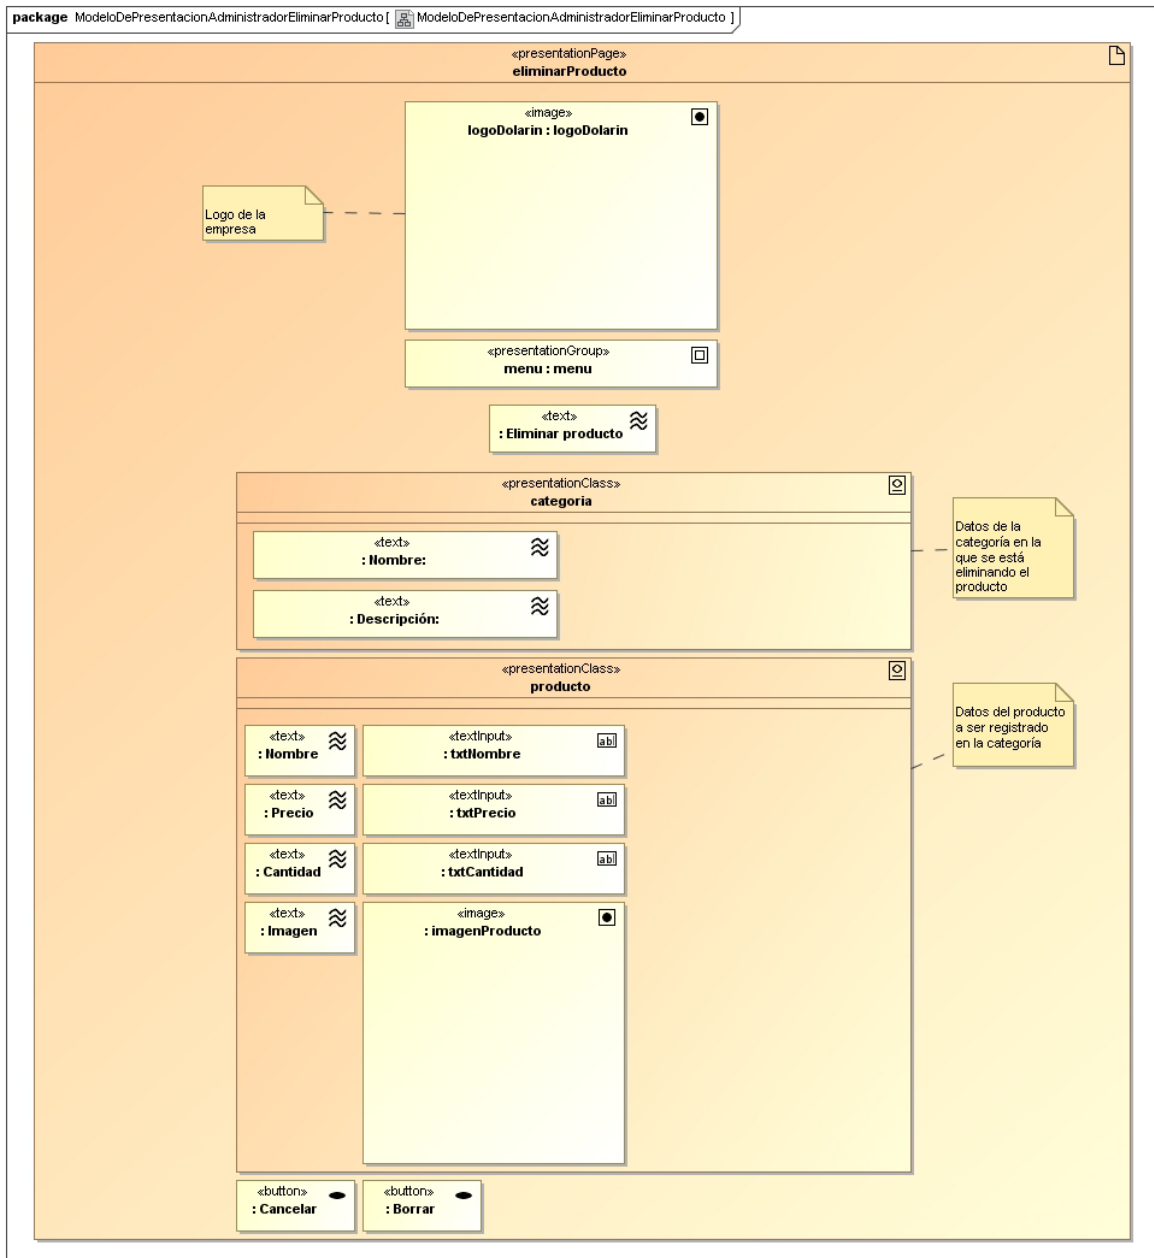 package ModeloDePresentacionAdministradorEliminarProducto[ ModeloDePresentacionAdministradorEliminarProducto ]
«presentationPage»
eliminarProducto
«image»
logoDolarin : logoDolarin
Logo de la
empresa
«presentationGroup»
menu : menu
«text»
: Eliminar producto
«presentationClass»
categoria
«text»
: Nombre:
«text»
: Descripción:
Datos de la
categoría en la
que se está
eliminando el
producto
«presentationClass»
producto
Datos del producto
a ser registrado
en la categoría
«text»
: Nombre
«textInput»
: txtNombre
ab
«text»
: Precio
«textInput»
: txtPrecio
ab
«text»
: Cantidad
«textInput»
: txtCantidad
ab
«text»
: Imagen
«image»
: imagenProducto
«button»
: Cancelar
«button»
: Borrar